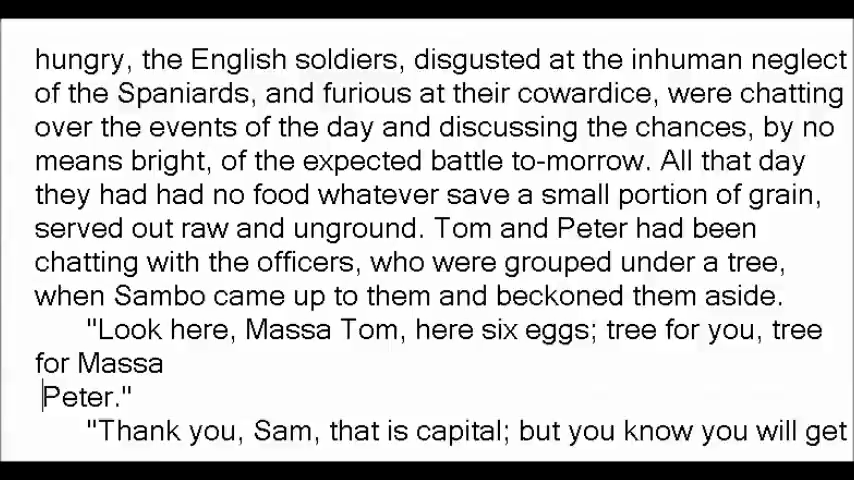 hungry, the English soldiers, disgusted at the inhuman neglect
of the Spaniards, and furious at their cowardice, were chatting
over the events of the day and discussing the chances, by no
means bright, of the expected battle to-morrow. All that day
they had had no food whatever save a small portion of grain,
served out raw and unground. Tom and Peter had been
chatting with the officers, who were grouped under a tree,
when Sambo came up to them and beckoned them aside.
"Look here, Massa Tom, here six eggs; tree for you, tree
for Massa
Peter."
"Thank you, Sam, that is capital; but you know you will get